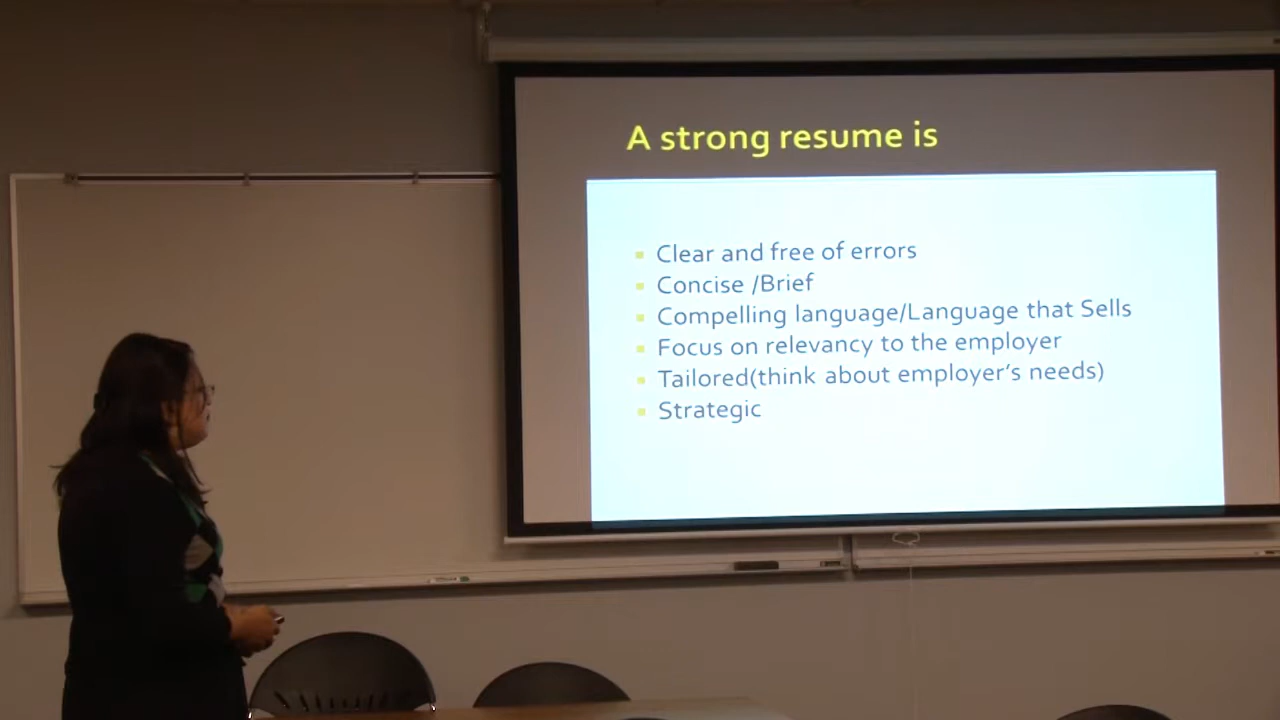 A strong resume is
Clear and free of errors
Concise /Brief
Compelling language/Language that Sells
Focus on relevancy to the employer
Tailored(think about employer's needs)
Strategic